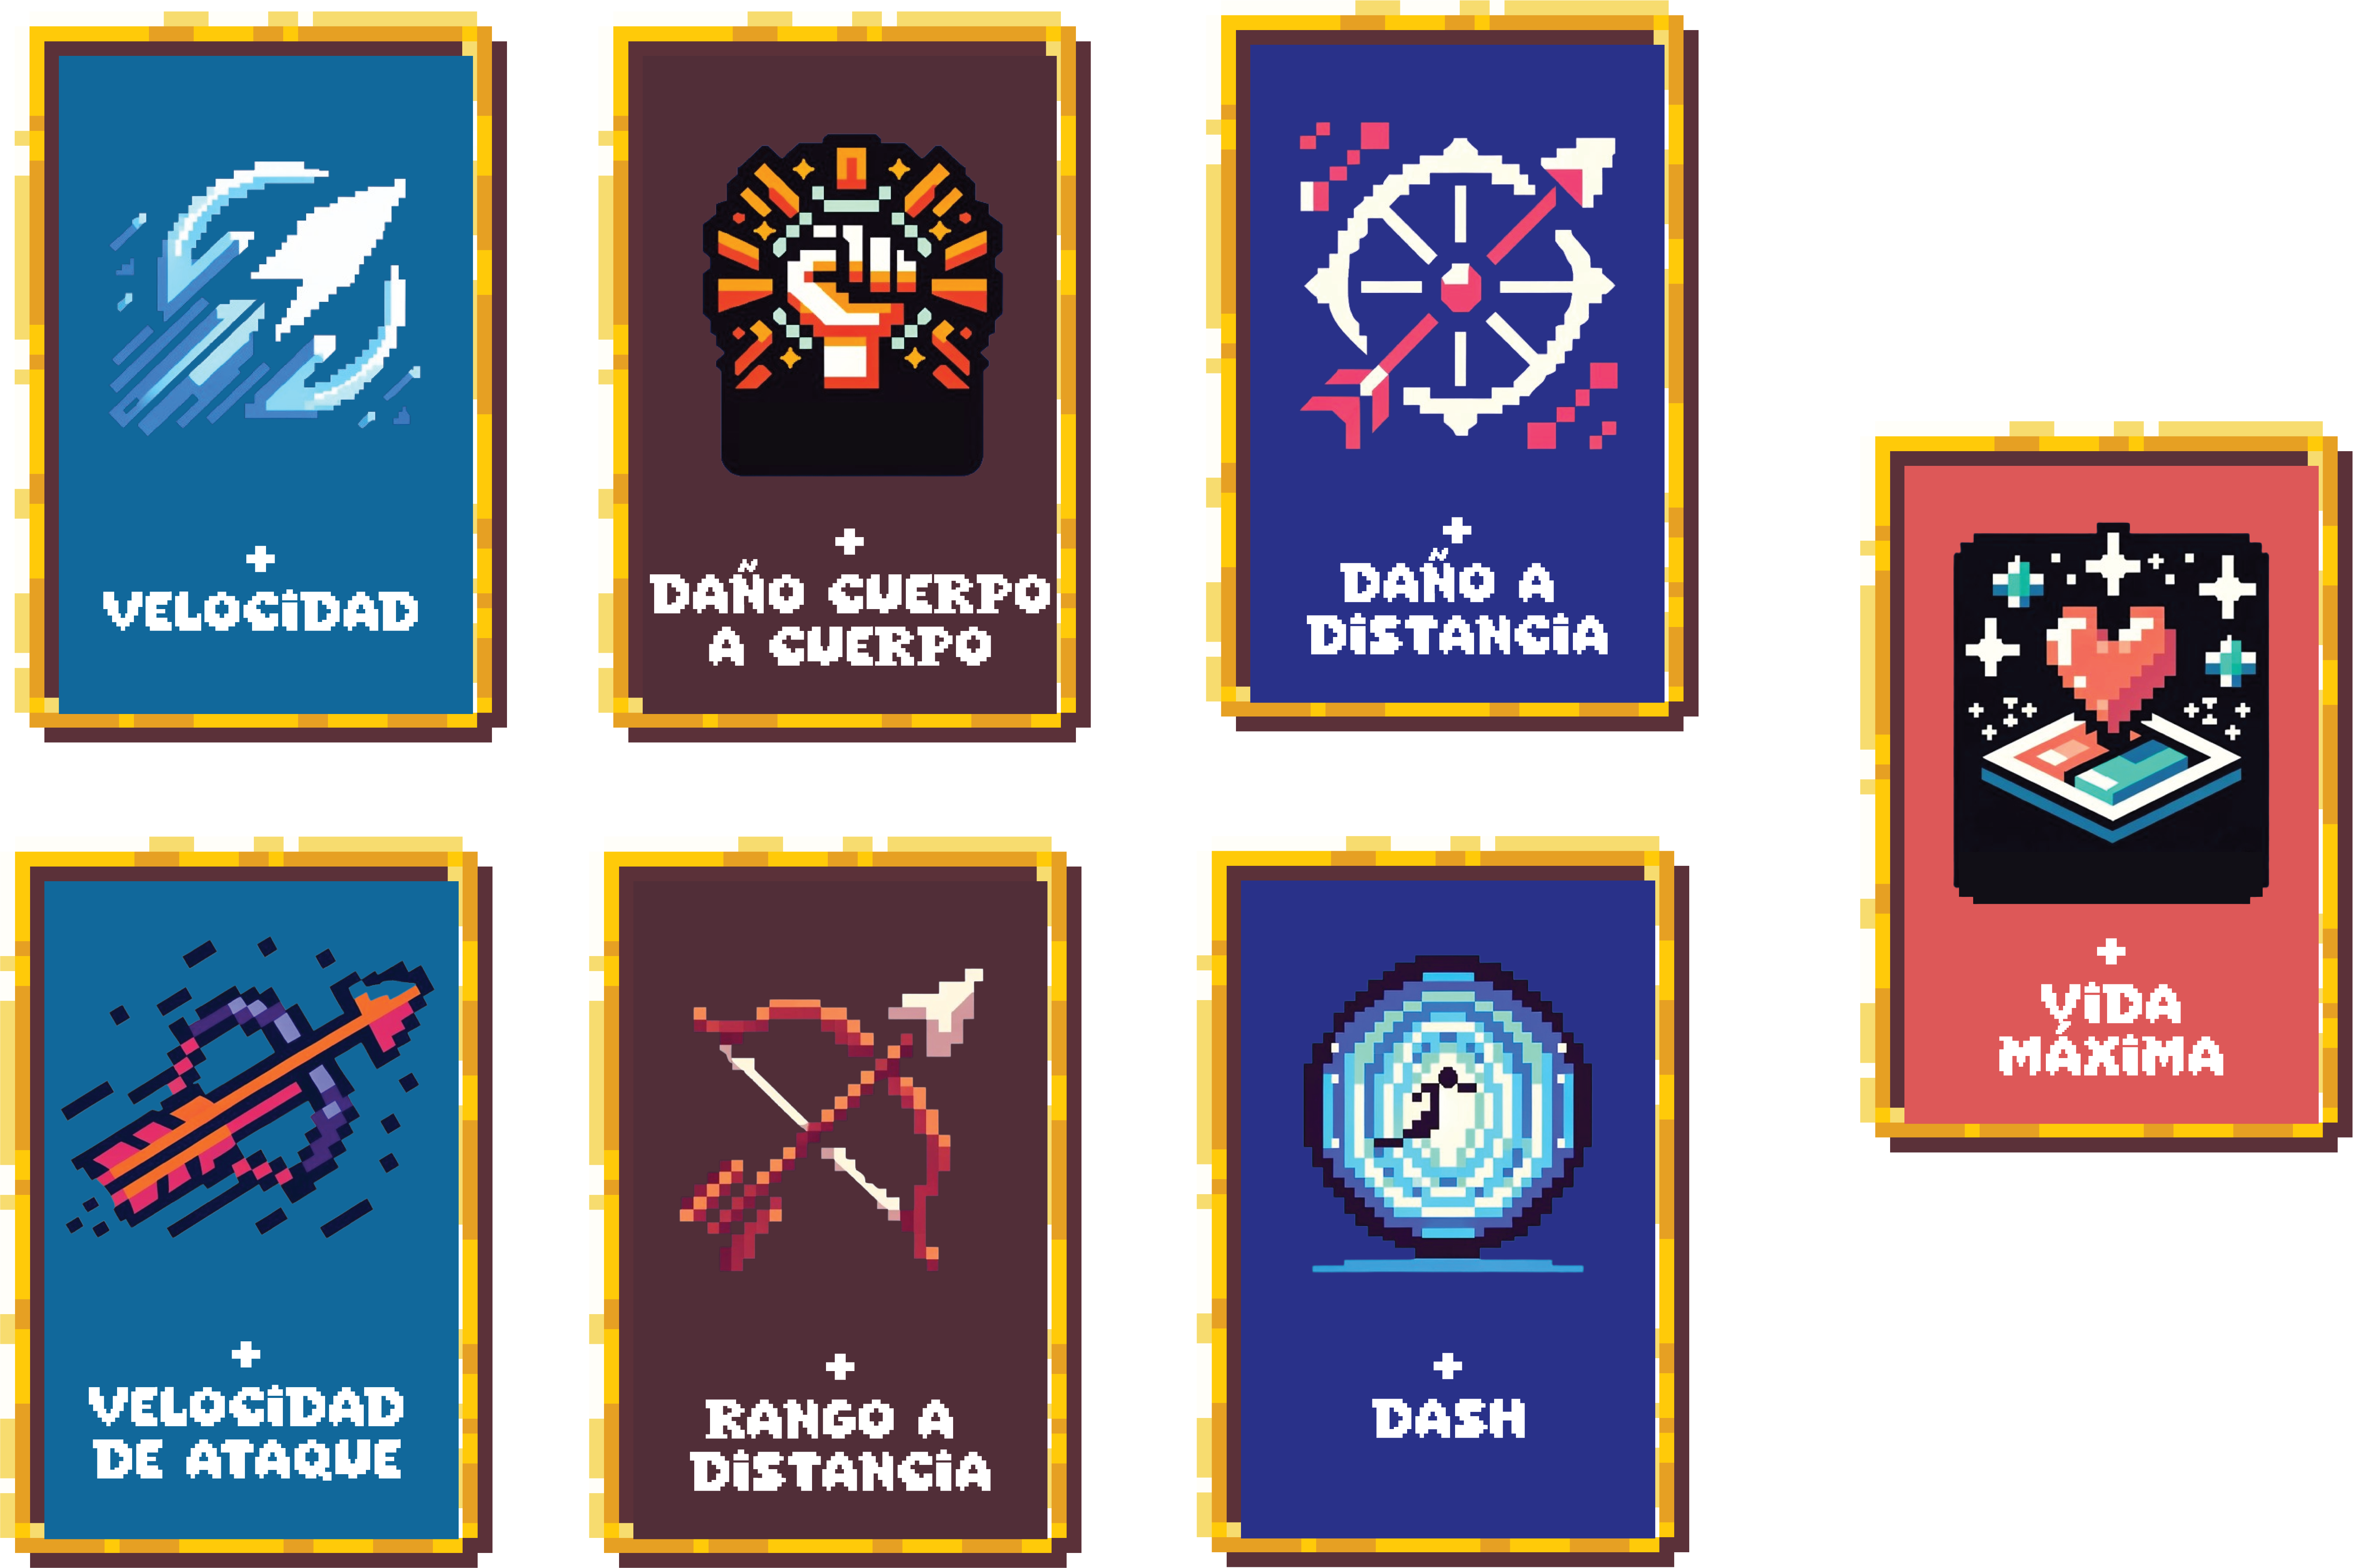 +
VELOCIDAD
+
DAÑO CUERPO
A CUERPO
+
DAÑO A
DISTANCIA
+
VIDA
MÁXIMA
+
VELOCIDAD
DE ATAQUE
+
RANGO A
DISTANCIA
+
DASH